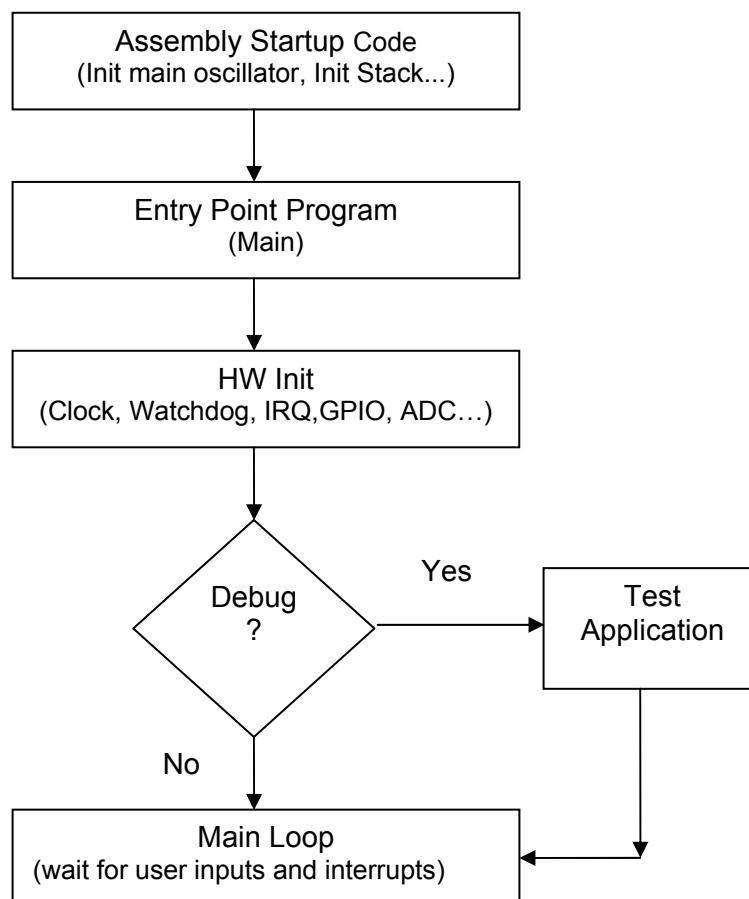 Assembly Startup Code
(Init main oscillator, Init Stack...)
Entry Point Program
(Main)
HW Init
(Clock, Watchdog, IRQ,GPIO, ADC…)
Debug
?
Yes
Test
Application
No
Main Loop
(wait for user inputs and interrupts)